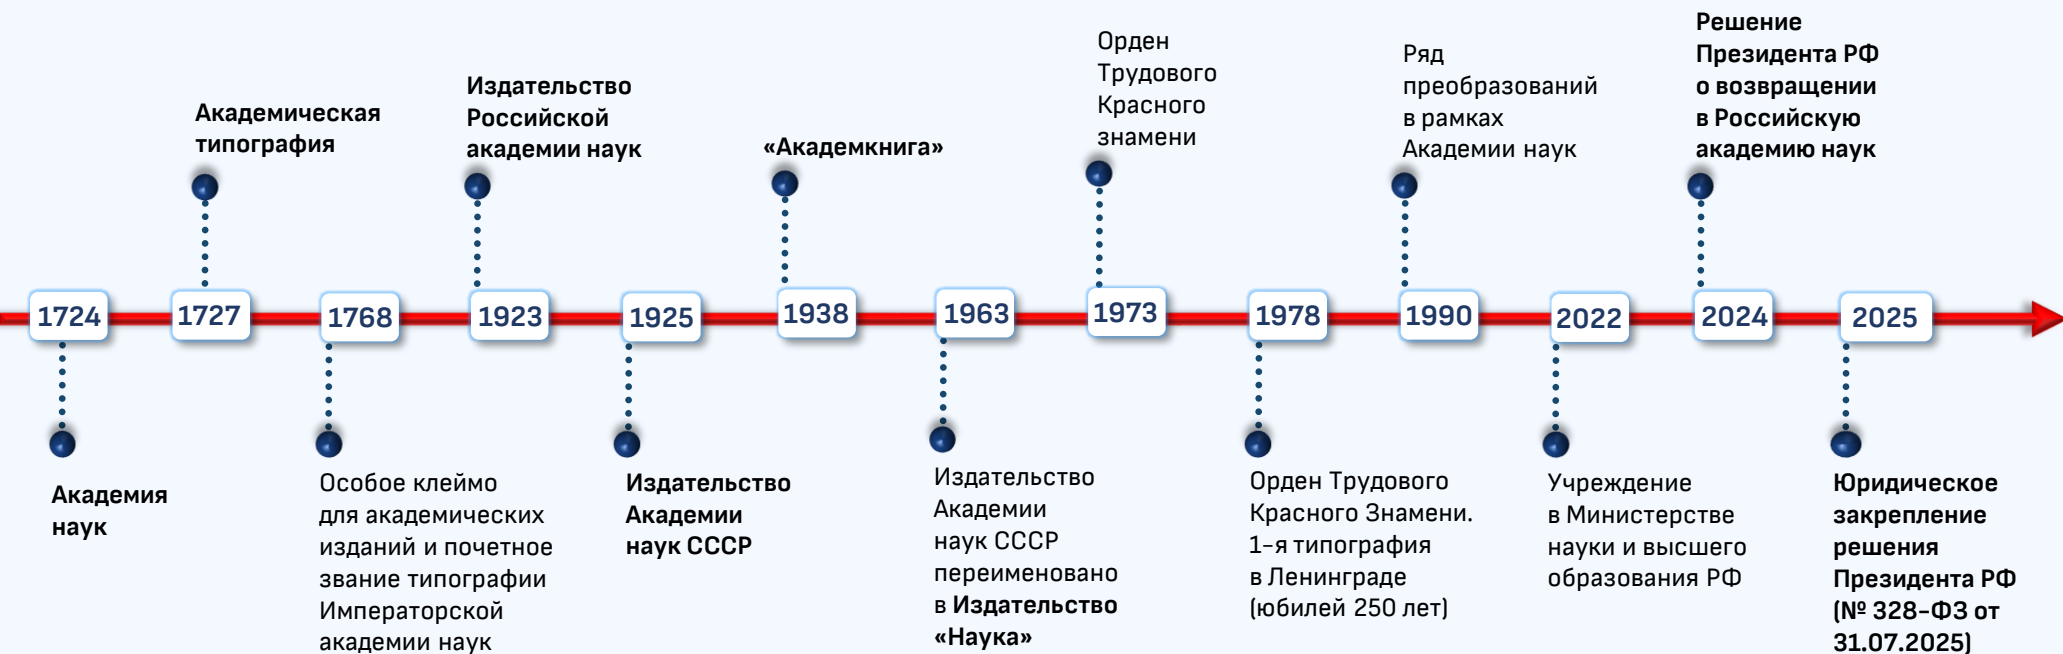 1724
Академия
наук
1727
Академическая
типография
1768
Особое клеймо
для академических
изданий и почетное
звание типографии
Императорской
академии наук
1923
Издательство
Российской
академии наук
1925
Издательство
Академии
наук СССР
1938
«Академкнига»
1963
Издательство
Академии
наук СССР
переименовано
в Издательство
«Наука»
1973
Орден
Трудового
Красного
знамени
1978
Орден Трудового
Красного Знамени.
1-я типография
в Ленинграде
(юбилей 250 лет)
1990
Ряд
преобразований
в рамках
Академии наук
2022
Учреждение
в Министерстве
науки и высшего
образования РФ
2024
Решение
Президента РФ
о возвращении
в Российскую
академию наук
2025
Юридическое
закрепление
решения
Президента РФ
(№ 328-ФЗ от
31.07.2025)